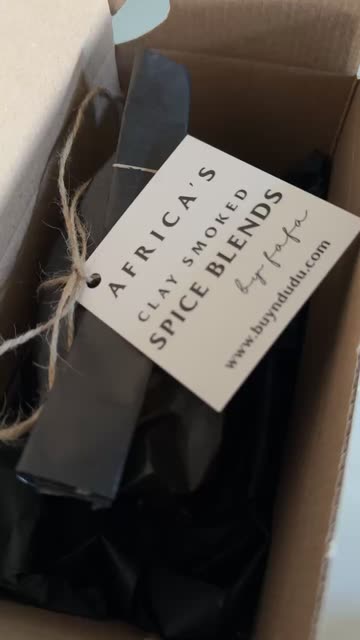 AFRICA'S
CLAY SMOKED
SPICE BLENDS
by fafa
www.buyndudu.com